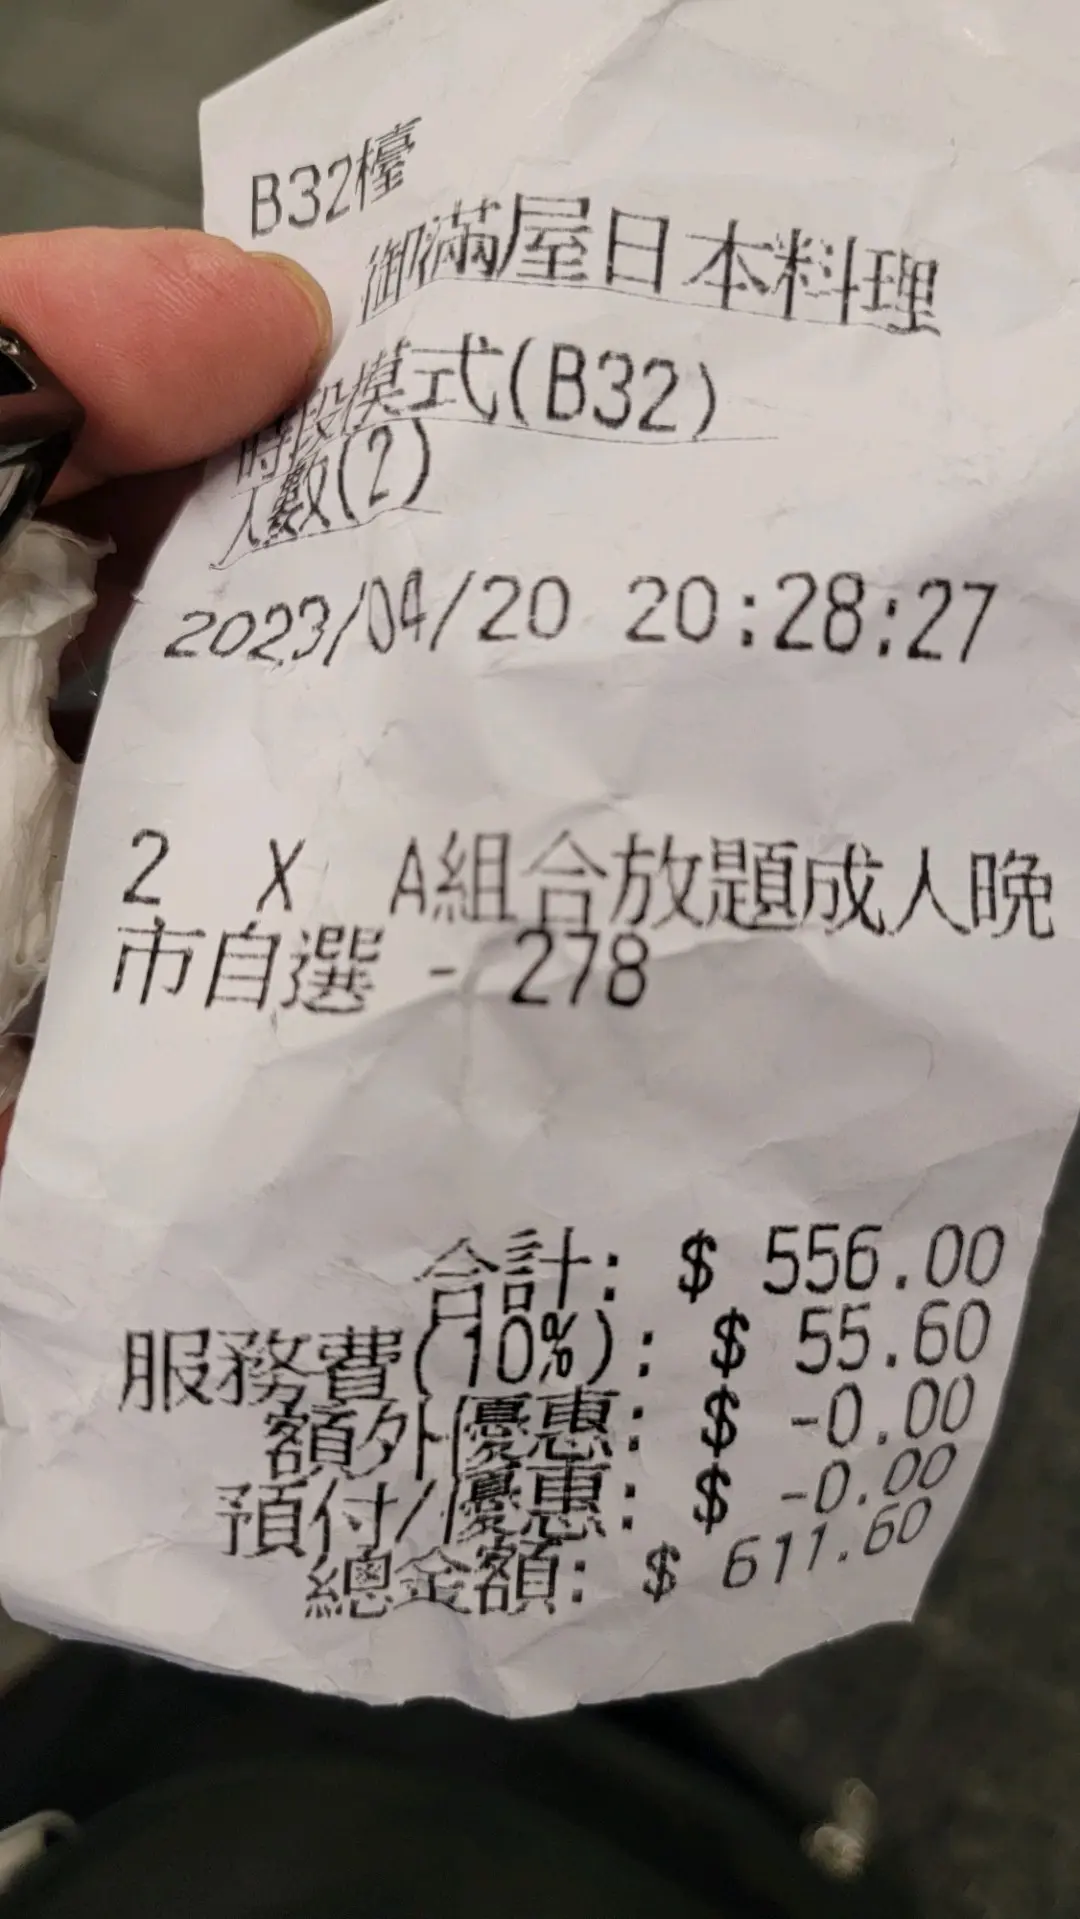 B32檯
御滿屋日本料理
時段模式(B32)
人數(2)
2023/04/20 20:28:27
2 X A組合放題成人晚
市自選 - 278
合計: $ 556.00
服務費(10%): $ 55.60
額外優惠: $ -0.00
預付/優惠: $ -0.00
總金額: $ 611.60